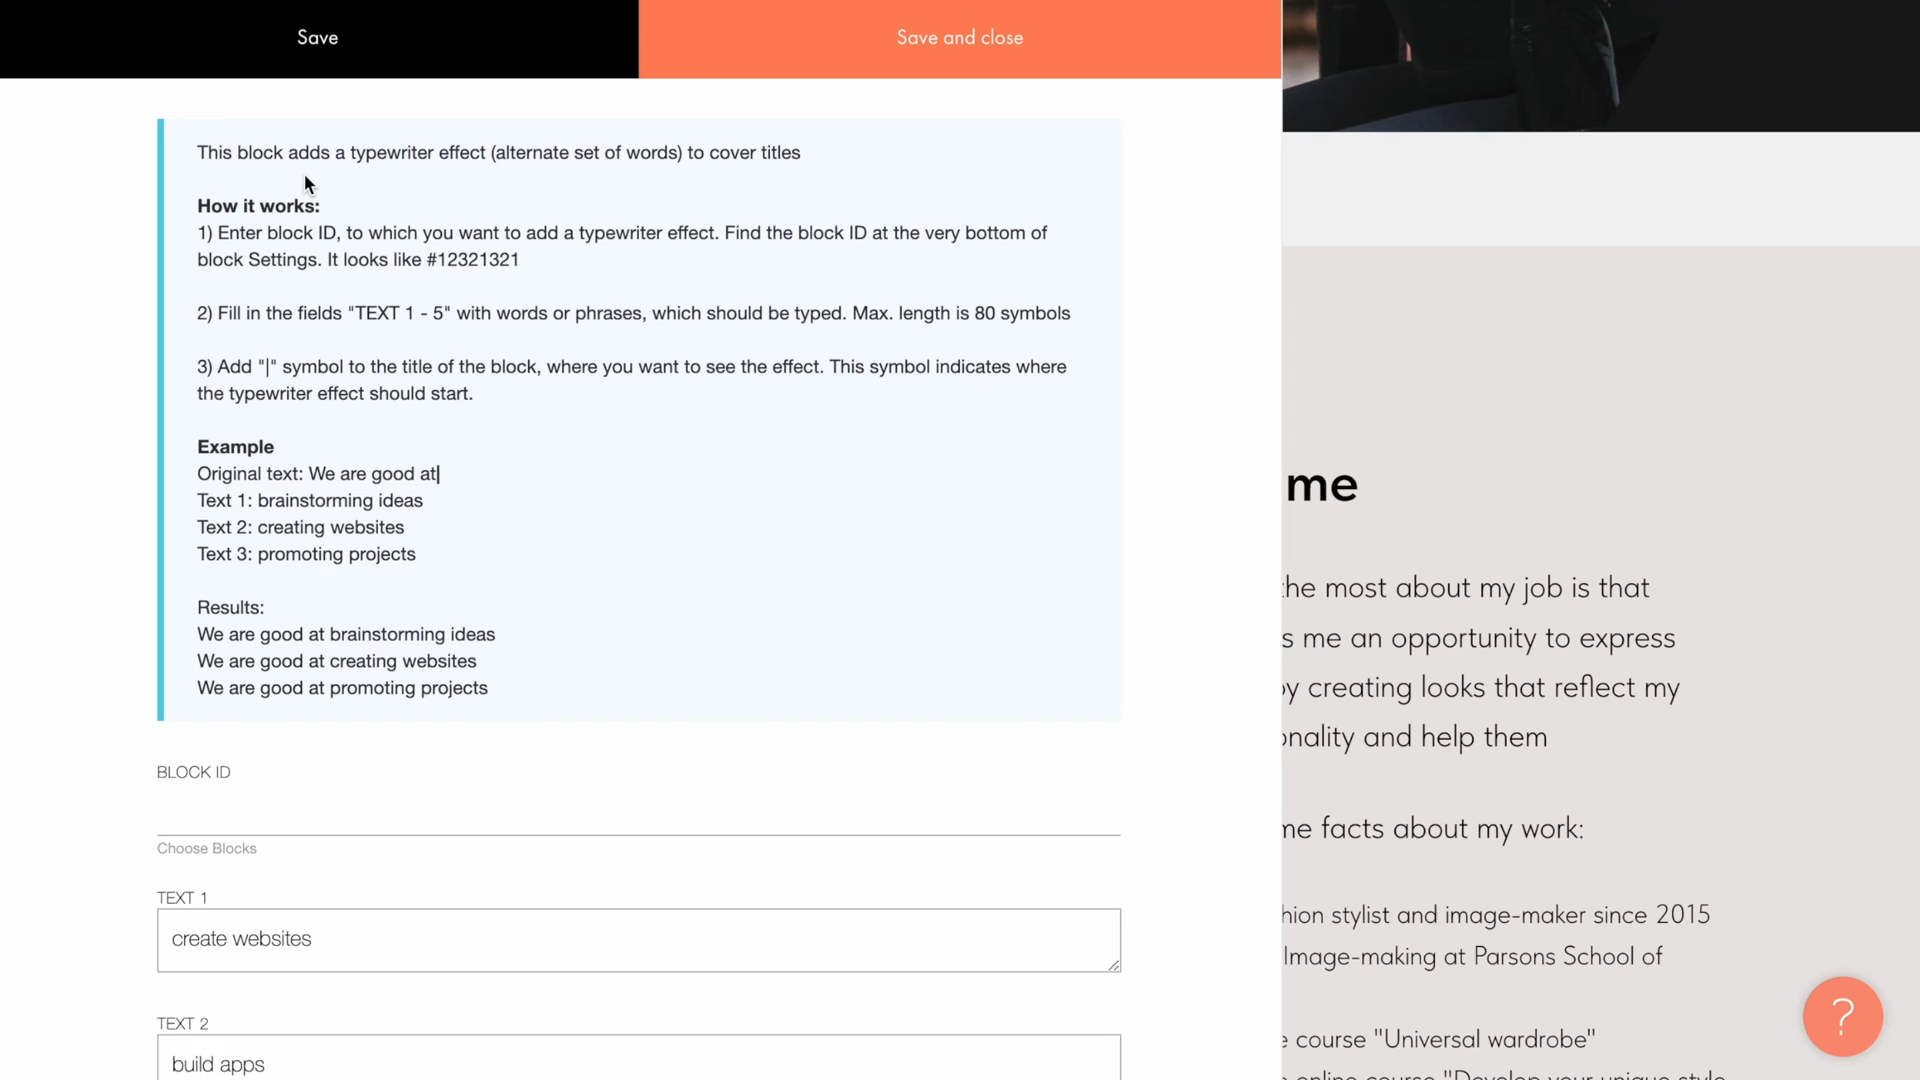 Save
Save and close
This block adds a typewriter effect (alternate set of words) to cover titles
How it works:
1) Enter block ID, to which you want to add a typewriter effect. Find the block ID at the very bottom of
block Settings. It looks like #12321321
2) Fill in the fields "TEXT 1 - 5" with words or phrases, which should be typed. Max. length is 80 symbols
3) Add "|" symbol to the title of the block, where you want to see the effect. This symbol indicates where
the typewriter effect should start.
Example
Original text: We are good at|
Text 1: brainstorming ideas
Text 2: creating websites
Text 3: promoting projects
Results:
We are good at brainstorming ideas
We are good at creating websites
We are good at promoting projects
BLOCK ID
Choose Blocks
TEXT 1
create websites
TEXT 2
build apps
me
the most about my job is that
me an opportunity to express
creating looks that reflect my
and help them
facts about my work:
stylist and image-maker since 2015
Image-making at Parsons School of
course "Universal wardrobe"
online course "Develop your unique style
?